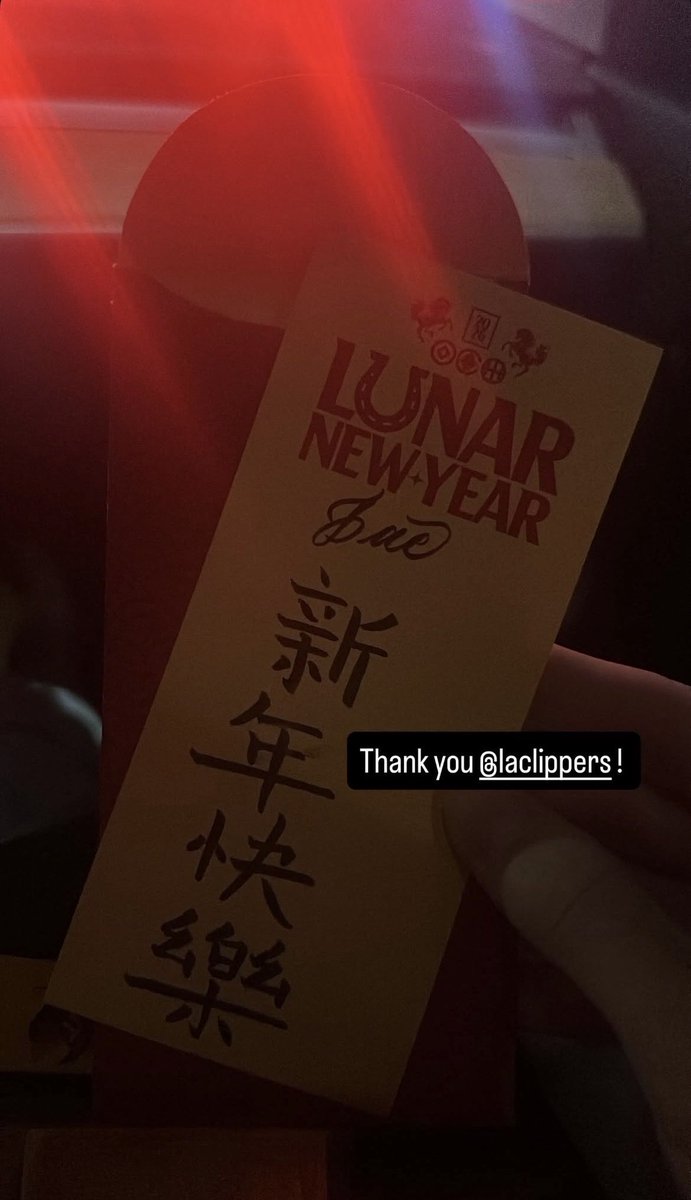 LUNAR
NEW YEAR
新
年
快
樂
Thank you @laclippers !